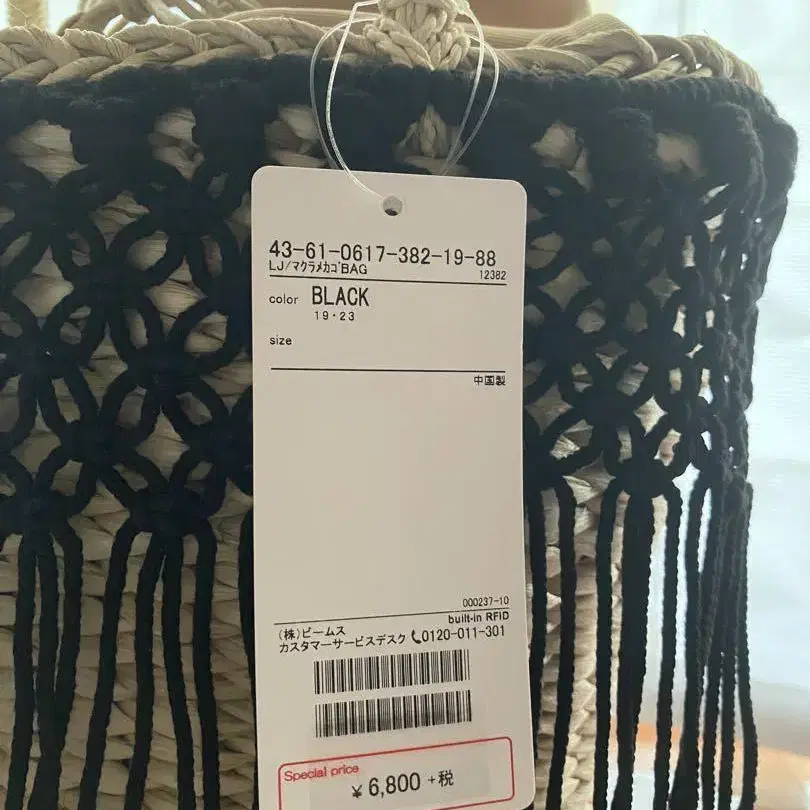 43-61-0617-382-19-88
LJ/マクラメカゴBAG
12382
color BLACK
19・23
size
中国製
000237-10
built-in RFID
(株)ビームス
カスタマーサービスデスク 📞0120-011-301
Special price
¥6,800 +税